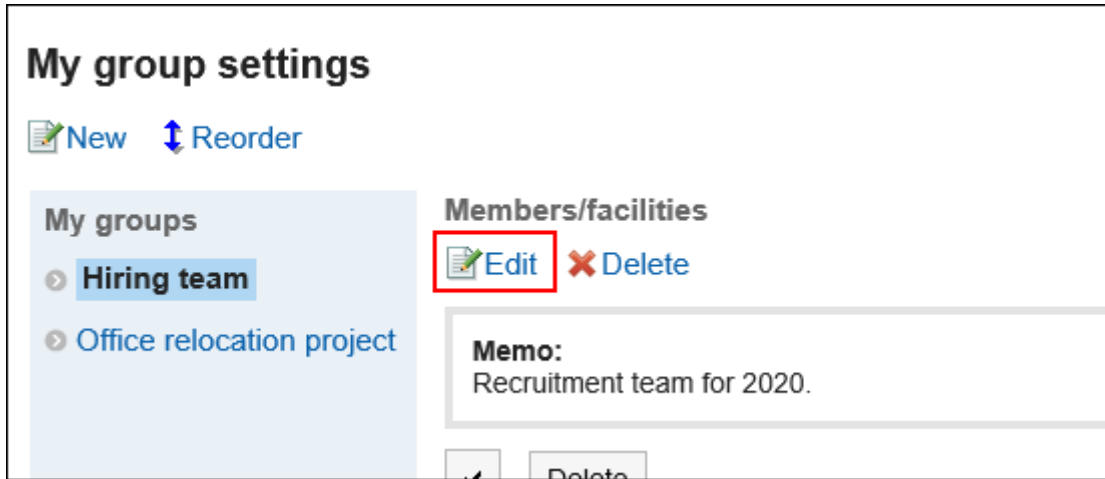 My group settings
New Reorder
My groups
Hiring team
Office relocation project
Members/facilities
Edit Delete
Memo:
Recruitment team for 2020.
Delete